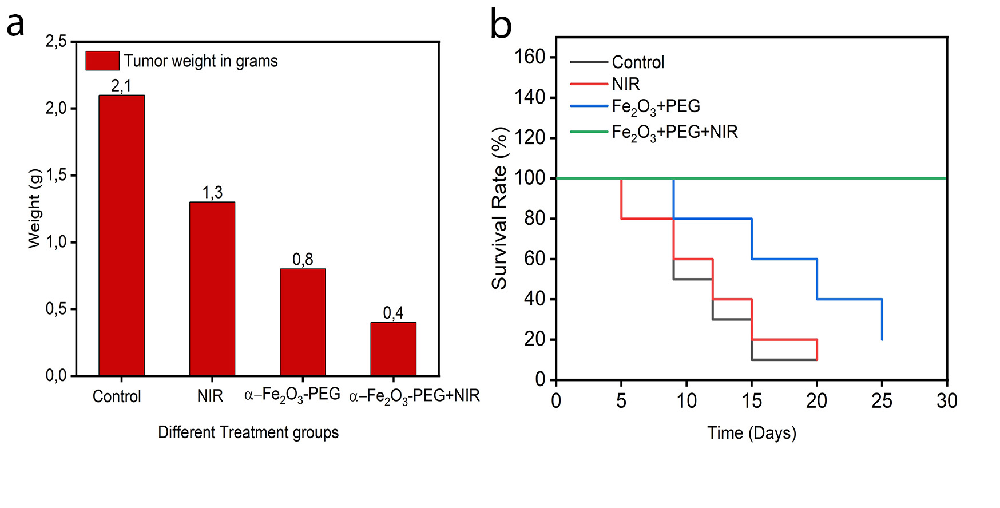 a
2,5
2,0
1,5
1,0
0,5
0,0
Weight (g)
Tumor weight in grams
2,1
1,3
0,8
0,4
Control
NIR
α–Fe₂O₃-PEG
α–Fe₂O₃-PEG+NIR
Different Treatment groups
b
160
140
120
100
80
60
40
20
0
Survival Rate (%)
Control
NIR
Fe₂O₃+PEG
Fe₂O₃+PEG+NIR
0
5
10
15
20
25
30
Time (Days)